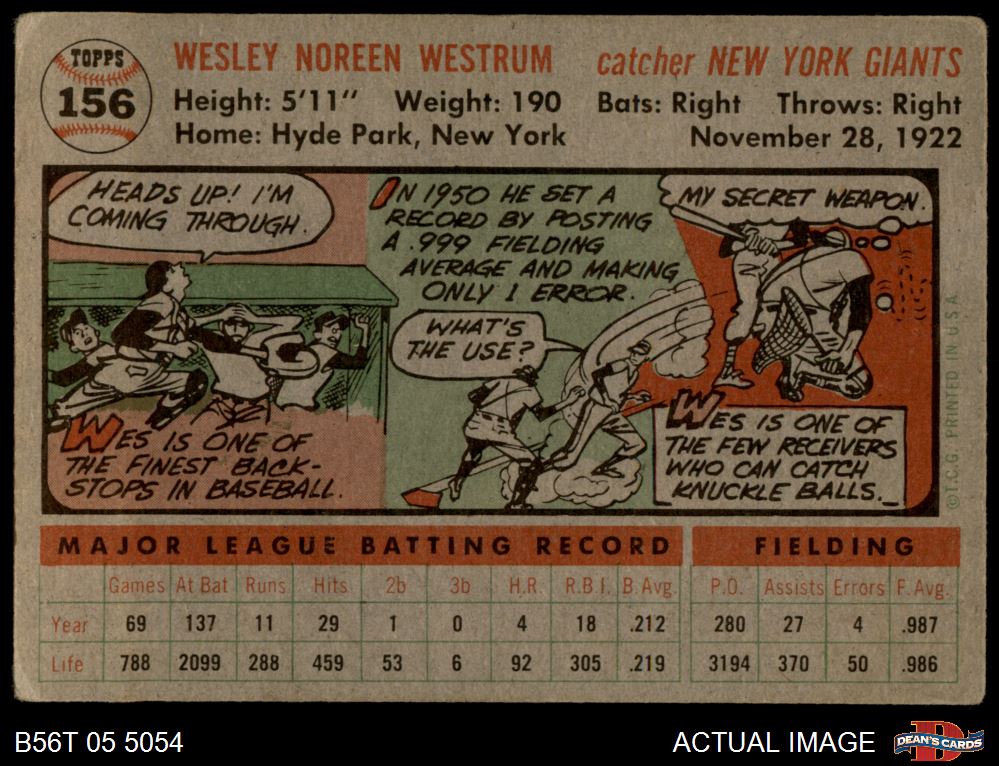 TOPPS
156
WESLEY NOREEN WESTRUM
catcher NEW YORK GIANTS
Height: 5'11" Weight: 190 Bats: Right Throws: Right
Home: Hyde Park, New York November 28, 1922
HEADS UP! I'M
COMING THROUGH.
WES IS ONE OF
THE FINEST BACK-
STOPS IN BASEBALL.
IN 1950 HE SET A
RECORD BY POSTING
A .999 FIELDING
AVERAGE AND MAKING
ONLY 1 ERROR.
WHAT'S
THE USE?
MY SECRET WEAPON.
WES IS ONE OF
THE FEW RECEIVERS
WHO CAN CATCH
KNUCKLE BALLS.
©T.C.G. PRINTED IN U.S.A.
MAJOR LEAGUE BATTING RECORD FIELDING
Games At Bat Runs Hits 2b 3b H.R. R.B.I. B Avg. P.O. Assists Errors F. Avg.
Year 69 137 11 29 1 0 4 18 .212 280 27 4 .987
Life 788 2099 288 459 53 6 92 305 .219 3194 370 50 .986
B56T 05 5054
ACTUAL IMAGE
DEAN'S CARDS